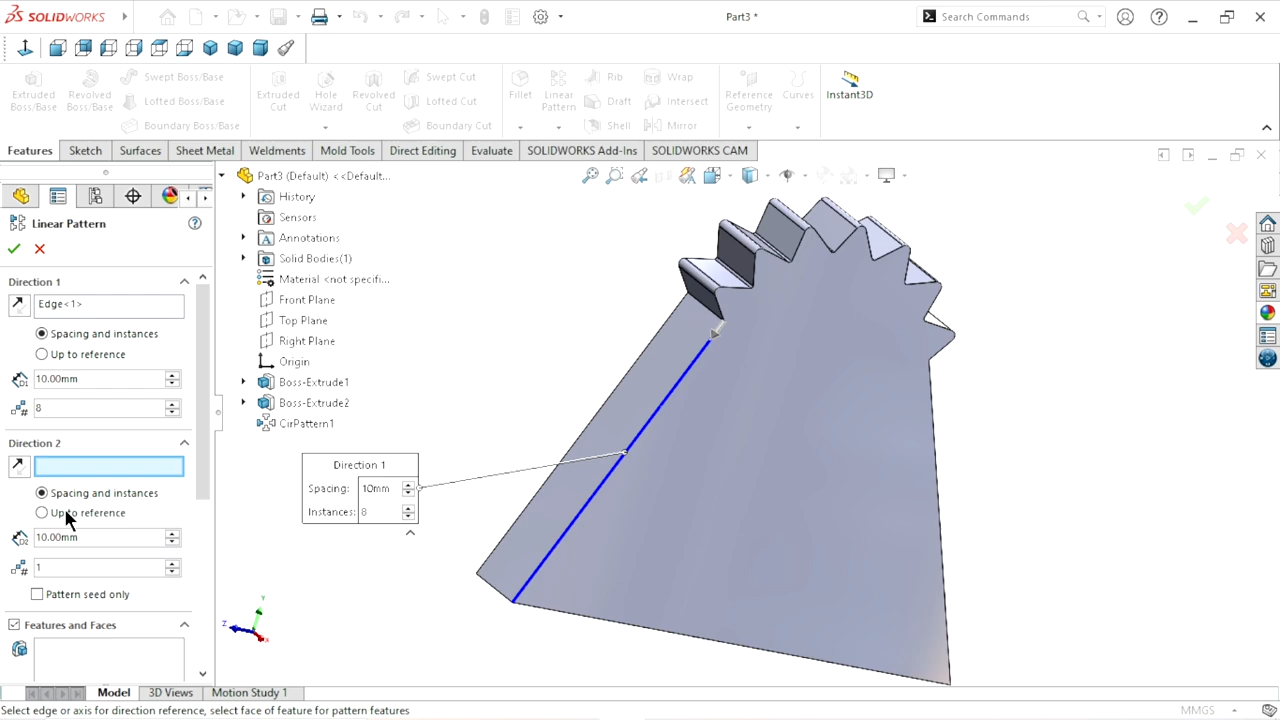 SOLIDWORKS
Part3 *
Search Commands
Extruded Boss/Base
Revolved Boss/Base
Swept Boss/Base
Lofted Boss/Base
Boundary Boss/Base
Extruded Cut
Hole Wizard
Revolved Cut
Swept Cut
Lofted Cut
Boundary Cut
Fillet
Linear Pattern
Rib
Draft
Shell
Wrap
Intersect
Mirror
Reference Geometry
Curves
Instant3D
Features
Sketch
Surfaces
Sheet Metal
Weldments
Mold Tools
Direct Editing
Evaluate
SOLIDWORKS Add-Ins
SOLIDWORKS CAM
Linear Pattern
Direction 1
Edge<1>
Spacing and instances
Up to reference
10.00mm
8
Direction 2
Spacing and instances
Up to reference
10.00mm
1
Pattern seed only
Features and Faces
Part3 (Default) <<Default...
History
Sensors
Annotations
Solid Bodies(1)
Material <not specifi...
Front Plane
Top Plane
Right Plane
Origin
Boss-Extrude1
Boss-Extrude2
CirPattern1
Direction 1
Spacing: 10mm
Instances: 8
Y
Z
X
Model
3D Views
Motion Study 1
Select edge or axis for direction reference, select face of feature for pattern features
MMGS